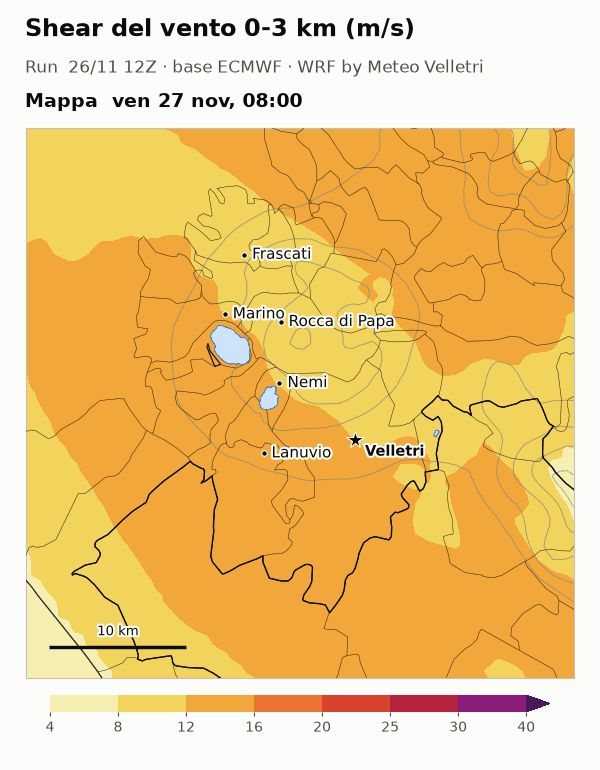 Shear del vento 0-3 km (m/s)
Run  26/11 12Z · base ECMWF · WRF by Meteo Velletri
Mappa  ven 27 nov, 08:00
Frascati
Marino
Rocca di Papa
Nemi
Velletri
Lanuvio
10 km
4 8 12 16 20 25 30 40